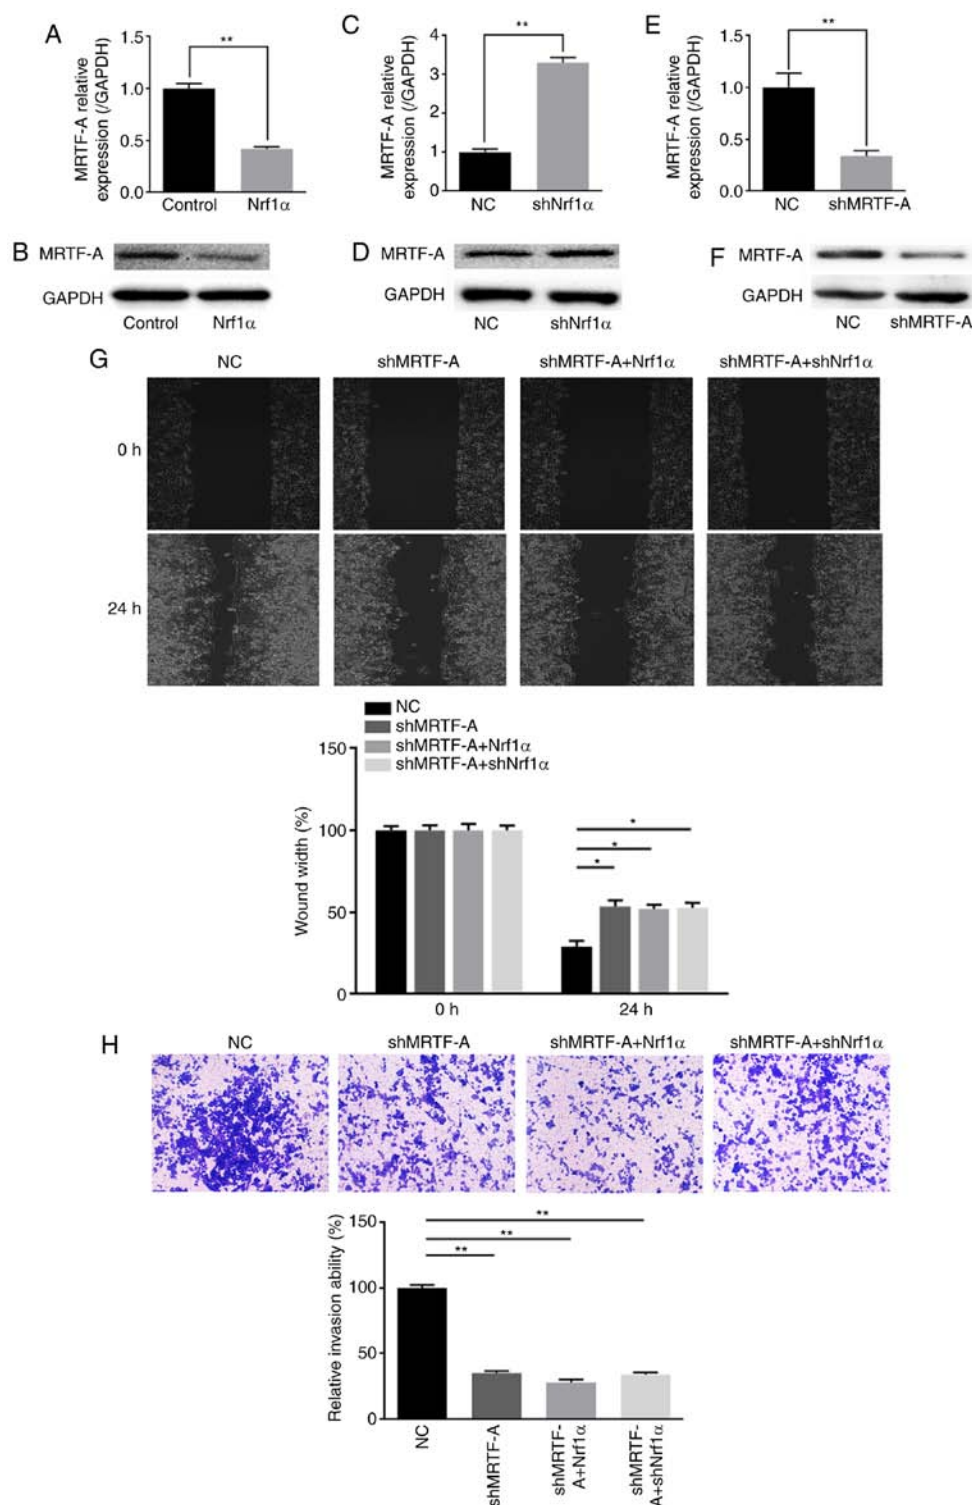 A
MRTF-A relative
expression (/GAPDH)
1.5
1.0
0.5
0.0
**
Control
Nrf1α
C
MRTF-A relative
expression (/GAPDH)
4
3
2
1
0
**
NC
shNrf1α
E
MRTF-A relative
expression (/GAPDH)
1.5
1.0
0.5
0.0
**
NC
shMRTF-A
B
MRTF-A
GAPDH
Control
Nrf1α
D
MRTF-A
GAPDH
NC
shNrf1α
F
MRTF-A
GAPDH
NC
shMRTF-A
G
NC
shMRTF-A
shMRTF-A+Nrf1α
shMRTF-A+shNrf1α
0 h
24 h
NC
shMRTF-A
shMRTF-A+Nrf1α
shMRTF-A+shNrf1α
Wound width (%)
150
100
50
0
*
*
*
0 h
24 h
H
NC
shMRTF-A
shMRTF-A+Nrf1α
shMRTF-A+shNrf1α
Relative invasion ability (%)
150
100
50
0
**
**
**
NC
shMRTF-A
shMRTF-
A+Nrf1α
shMRTF-
A+shNrf1α